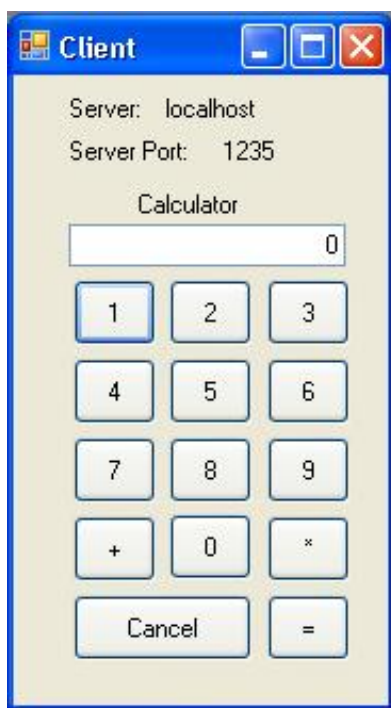 Client
Server: localhost
Server Port: 1235
Calculator
0
1 2 3
4 5 6
7 8 9
+ 0 *
Cancel =